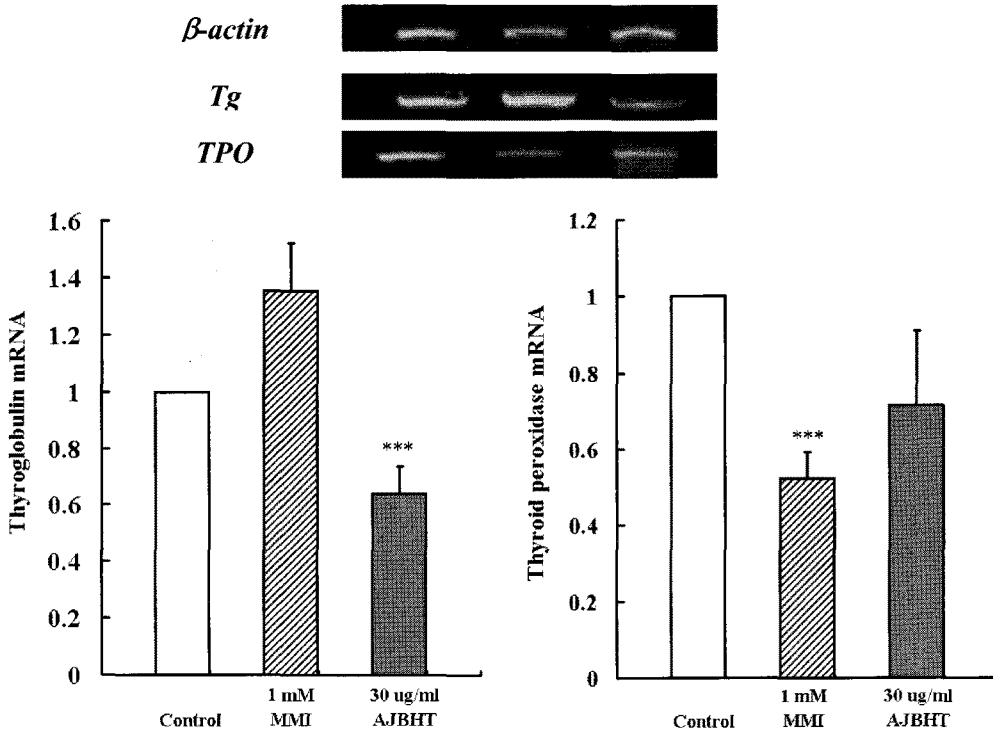 β-actin
Tg
TPO
Thyroglobulin mRNA
1.6
1.4
1.2
1
0.8
0.6
0.4
0.2
0
***
Control
1 mM
MMI
30 ug/ml
AJBHT
Thyroid peroxidase mRNA
1.2
1
0.8
0.6
0.4
0.2
0
***
Control
1 mM
MMI
30 ug/ml
AJBHT